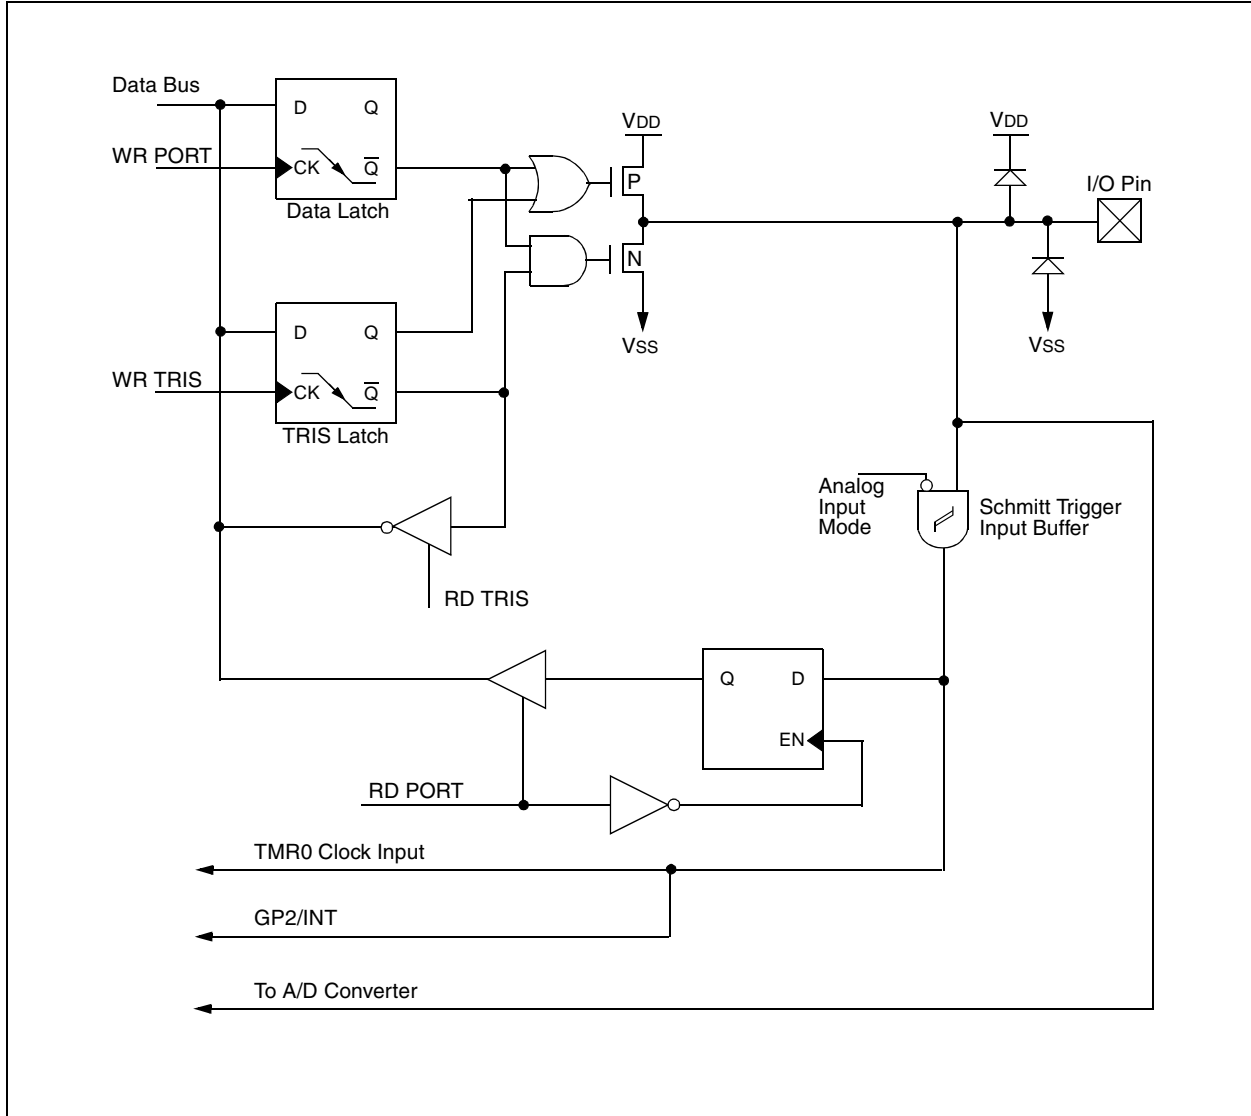 Data Bus
D Q
WR PORT
CK Q
Data Latch
VDD
P
N
VSS
VDD
I/O Pin
VSS
D Q
WR TRIS
CK Q
TRIS Latch
Analog
Input
Mode
Schmitt Trigger
Input Buffer
RD TRIS
Q D
EN
RD PORT
TMR0 Clock Input
GP2/INT
To A/D Converter